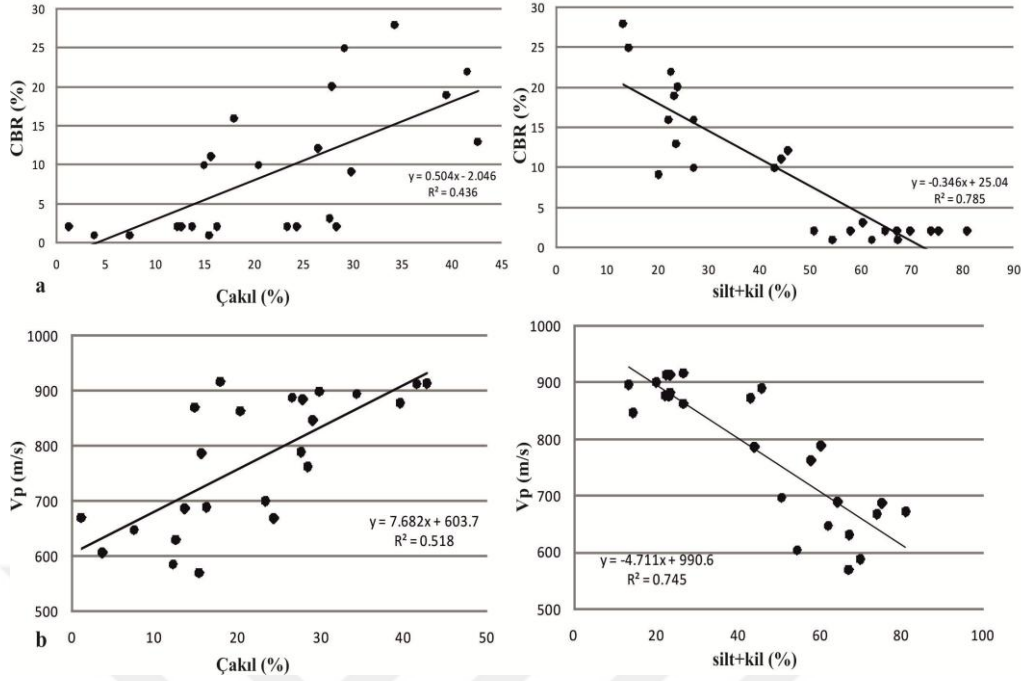 30
25
20
15
10
5
0
CBR (%)
0 5 10 15 20 25 30 35 40 45
Çakıl (%)
y = 0.504x - 2.046
R² = 0.436
a
30
25
20
15
10
5
0
CBR (%)
0 10 20 30 40 50 60 70 80 90
silt+kil (%)
y = -0.346x + 25.04
R² = 0.785
1000
900
800
700
600
500
Vp (m/s)
0 10 20 30 40 50
Çakıl (%)
y = 7.682x + 603.7
R² = 0.518
b
1000
900
800
700
600
500
Vp (m/s)
0 20 40 60 80 100
silt+kil (%)
y = -4.711x + 990.6
R² = 0.745